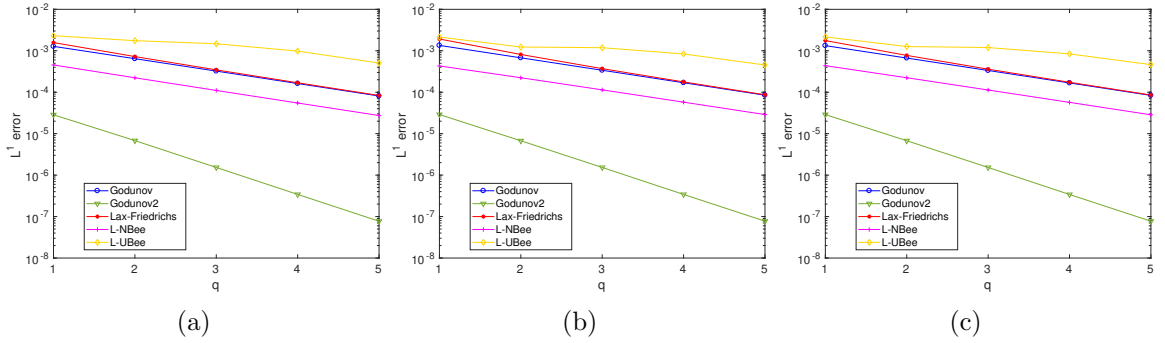 10^-2
10^-3
10^-4
10^-5
10^-6
10^-7
10^-8
L^1 error
1 2 3 4 5
q
Godunov
Godunov2
Lax-Friedrichs
L-NBee
L-UBee
(a)
10^-2
10^-3
10^-4
10^-5
10^-6
10^-7
10^-8
L^1 error
1 2 3 4 5
q
Godunov
Godunov2
Lax-Friedrichs
L-NBee
L-UBee
(b)
10^-2
10^-3
10^-4
10^-5
10^-6
10^-7
10^-8
L^1 error
1 2 3 4 5
q
Godunov
Godunov2
Lax-Friedrichs
L-NBee
L-UBee
(c)